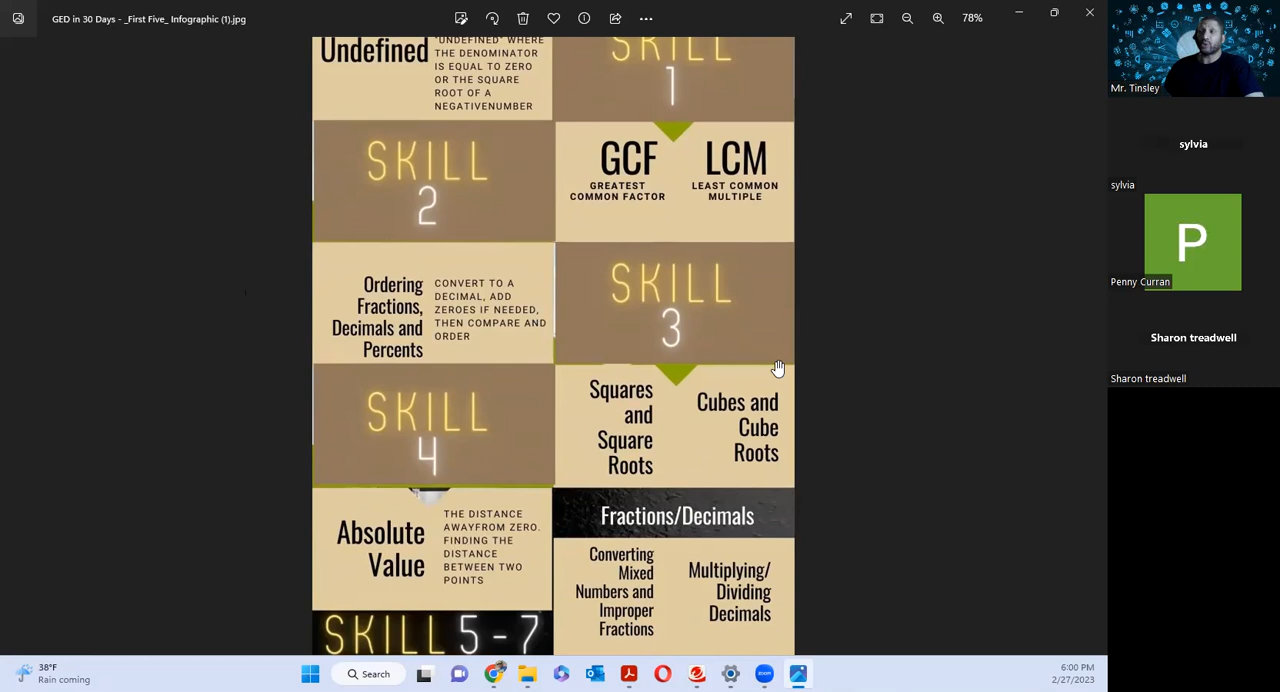 GED in 30 Days - _First Five_ Infographic (1).jpg
78%
Undefined
"UNDEFINED" WHERE
THE DENOMINATOR
IS EQUAL TO ZERO
OR THE SQUARE
ROOT OF A
NEGATIVENUMBER
SKILL
1
SKILL
2
GCF
GREATEST
COMMON FACTOR
LCM
LEAST COMMON
MULTIPLE
Ordering
Fractions,
Decimals and
Percents
CONVERT TO A
DECIMAL, ADD
ZEROES IF NEEDED,
THEN COMPARE AND
ORDER
SKILL
3
SKILL
4
Squares
and
Square
Roots
Cubes and
Cube
Roots
Absolute
Value
THE DISTANCE
AWAYFROM ZERO.
FINDING THE
DISTANCE
BETWEEN TWO
POINTS
Fractions/Decimals
Converting
Mixed
Numbers and
Improper
Fractions
Multiplying/
Dividing
Decimals
SKILL 5-7
Mr. Tinsley
sylvia
sylvia
P
Penny Curran
Sharon treadwell
Sharon treadwell
38°F
Rain coming
Search
zoom
6:00 PM
2/27/2023